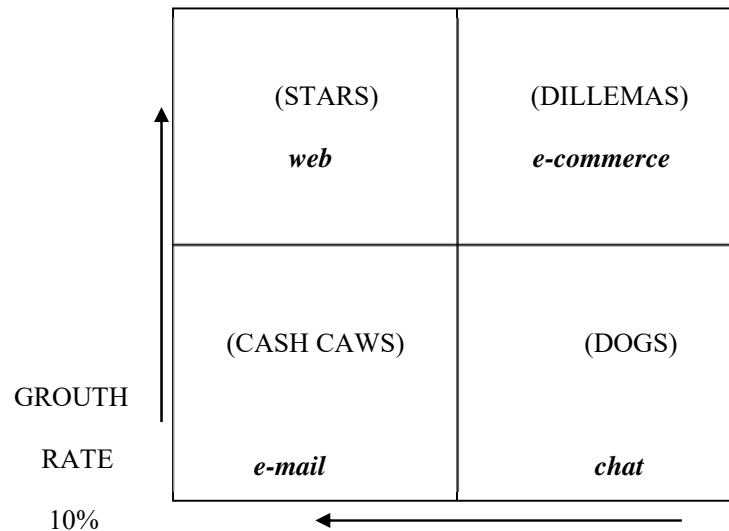 (STARS)
(DILLEMAS)
web
e-commerce
(CASH CAWS)
(DOGS)
GROUTH
RATE
e-mail
chat
10%